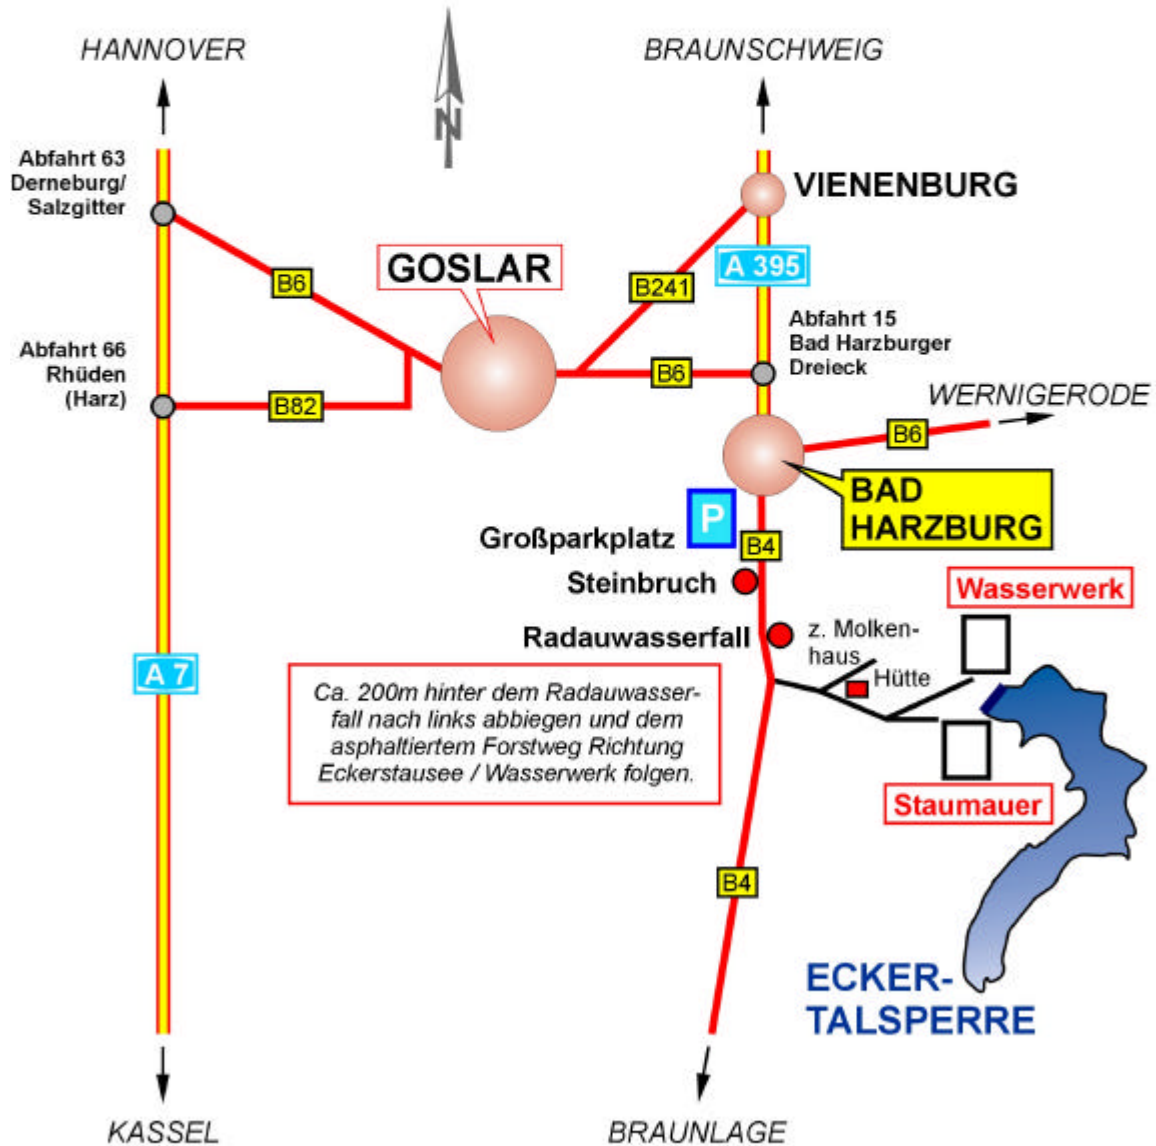 HANNOVER
BRAUNSCHWEIG
N
Abfahrt 63
Derneburg/
Salzgitter
VIENENBURG
GOSLAR
A 395
B6
B241
Abfahrt 15
Bad Harzburger
Dreieck
Abfahrt 66
Rhüden
(Harz)
B6
WERNIGERODE
B82
B6
BAD
HARZBURG
P
Großparkplatz
B4
Steinbruch
Wasserwerk
Radauwasserfall
z. Molken-
haus
Hütte
A 7
Ca. 200m hinter dem Radauwasser-
fall nach links abbiegen und dem
asphaltiertem Forstweg Richtung
Eckerstausee / Wasserwerk folgen.
Staumauer
B4
ECKER-
TALSPERRE
KASSEL
BRAUNLAGE